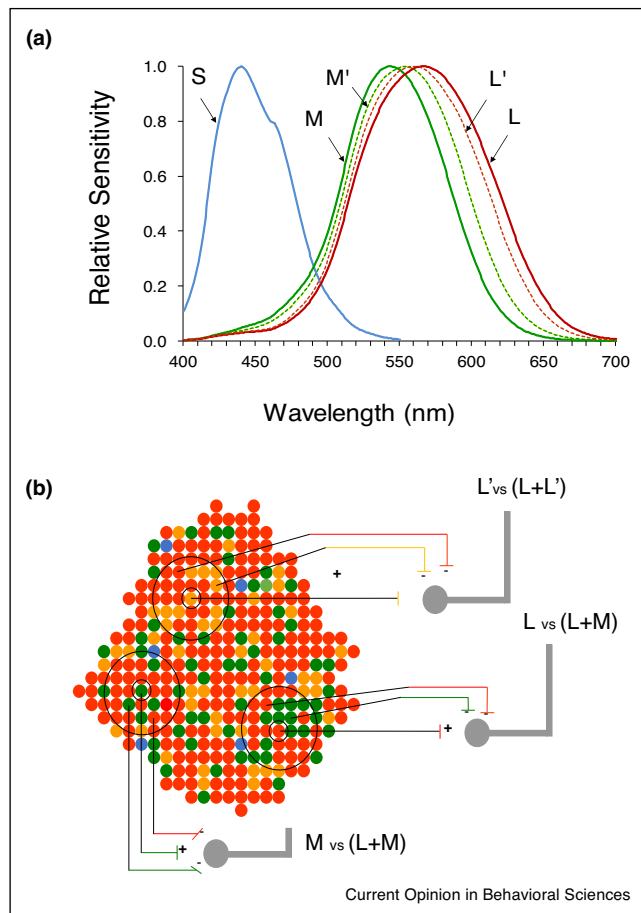 (a)
1.0
0.8
0.6
0.4
0.2
0.0
Relative Sensitivity
S
M'
M
L'
L
400 450 500 550 600 650 700
Wavelength (nm)
(b)
L'vs (L+L')
+
-
-
L vs (L+M)
-
-
+
-
+
-
M vs (L+M)
Current Opinion in Behavioral Sciences